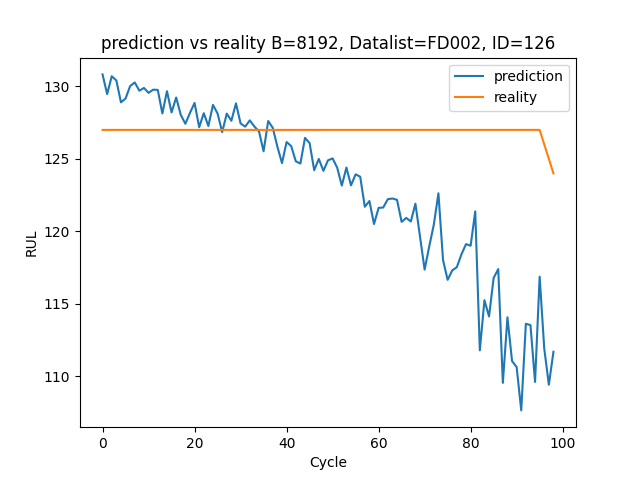 prediction vs reality B=8192, Datalist=FD002, ID=126
prediction
reality
RUL
130
125
120
115
110
0 20 40 60 80 100
Cycle